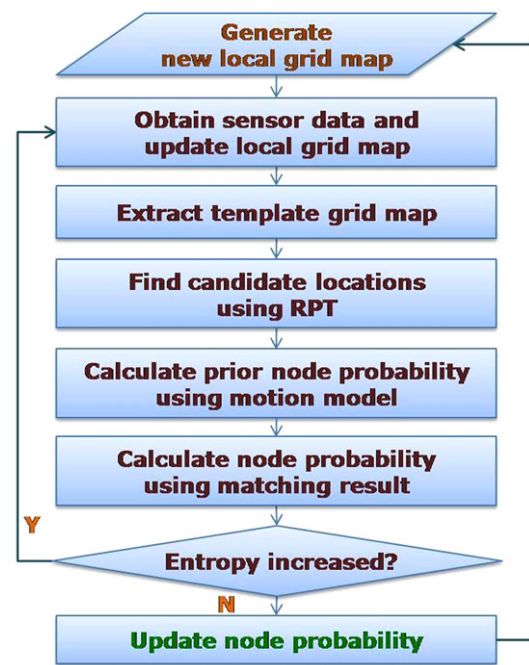 Generate
new local grid map
Obtain sensor data and
update local grid map
Extract template grid map
Find candidate locations
using RPT
Calculate prior node probability
using motion model
Calculate node probability
using matching result
Y
Entropy increased?
N
Update node probability